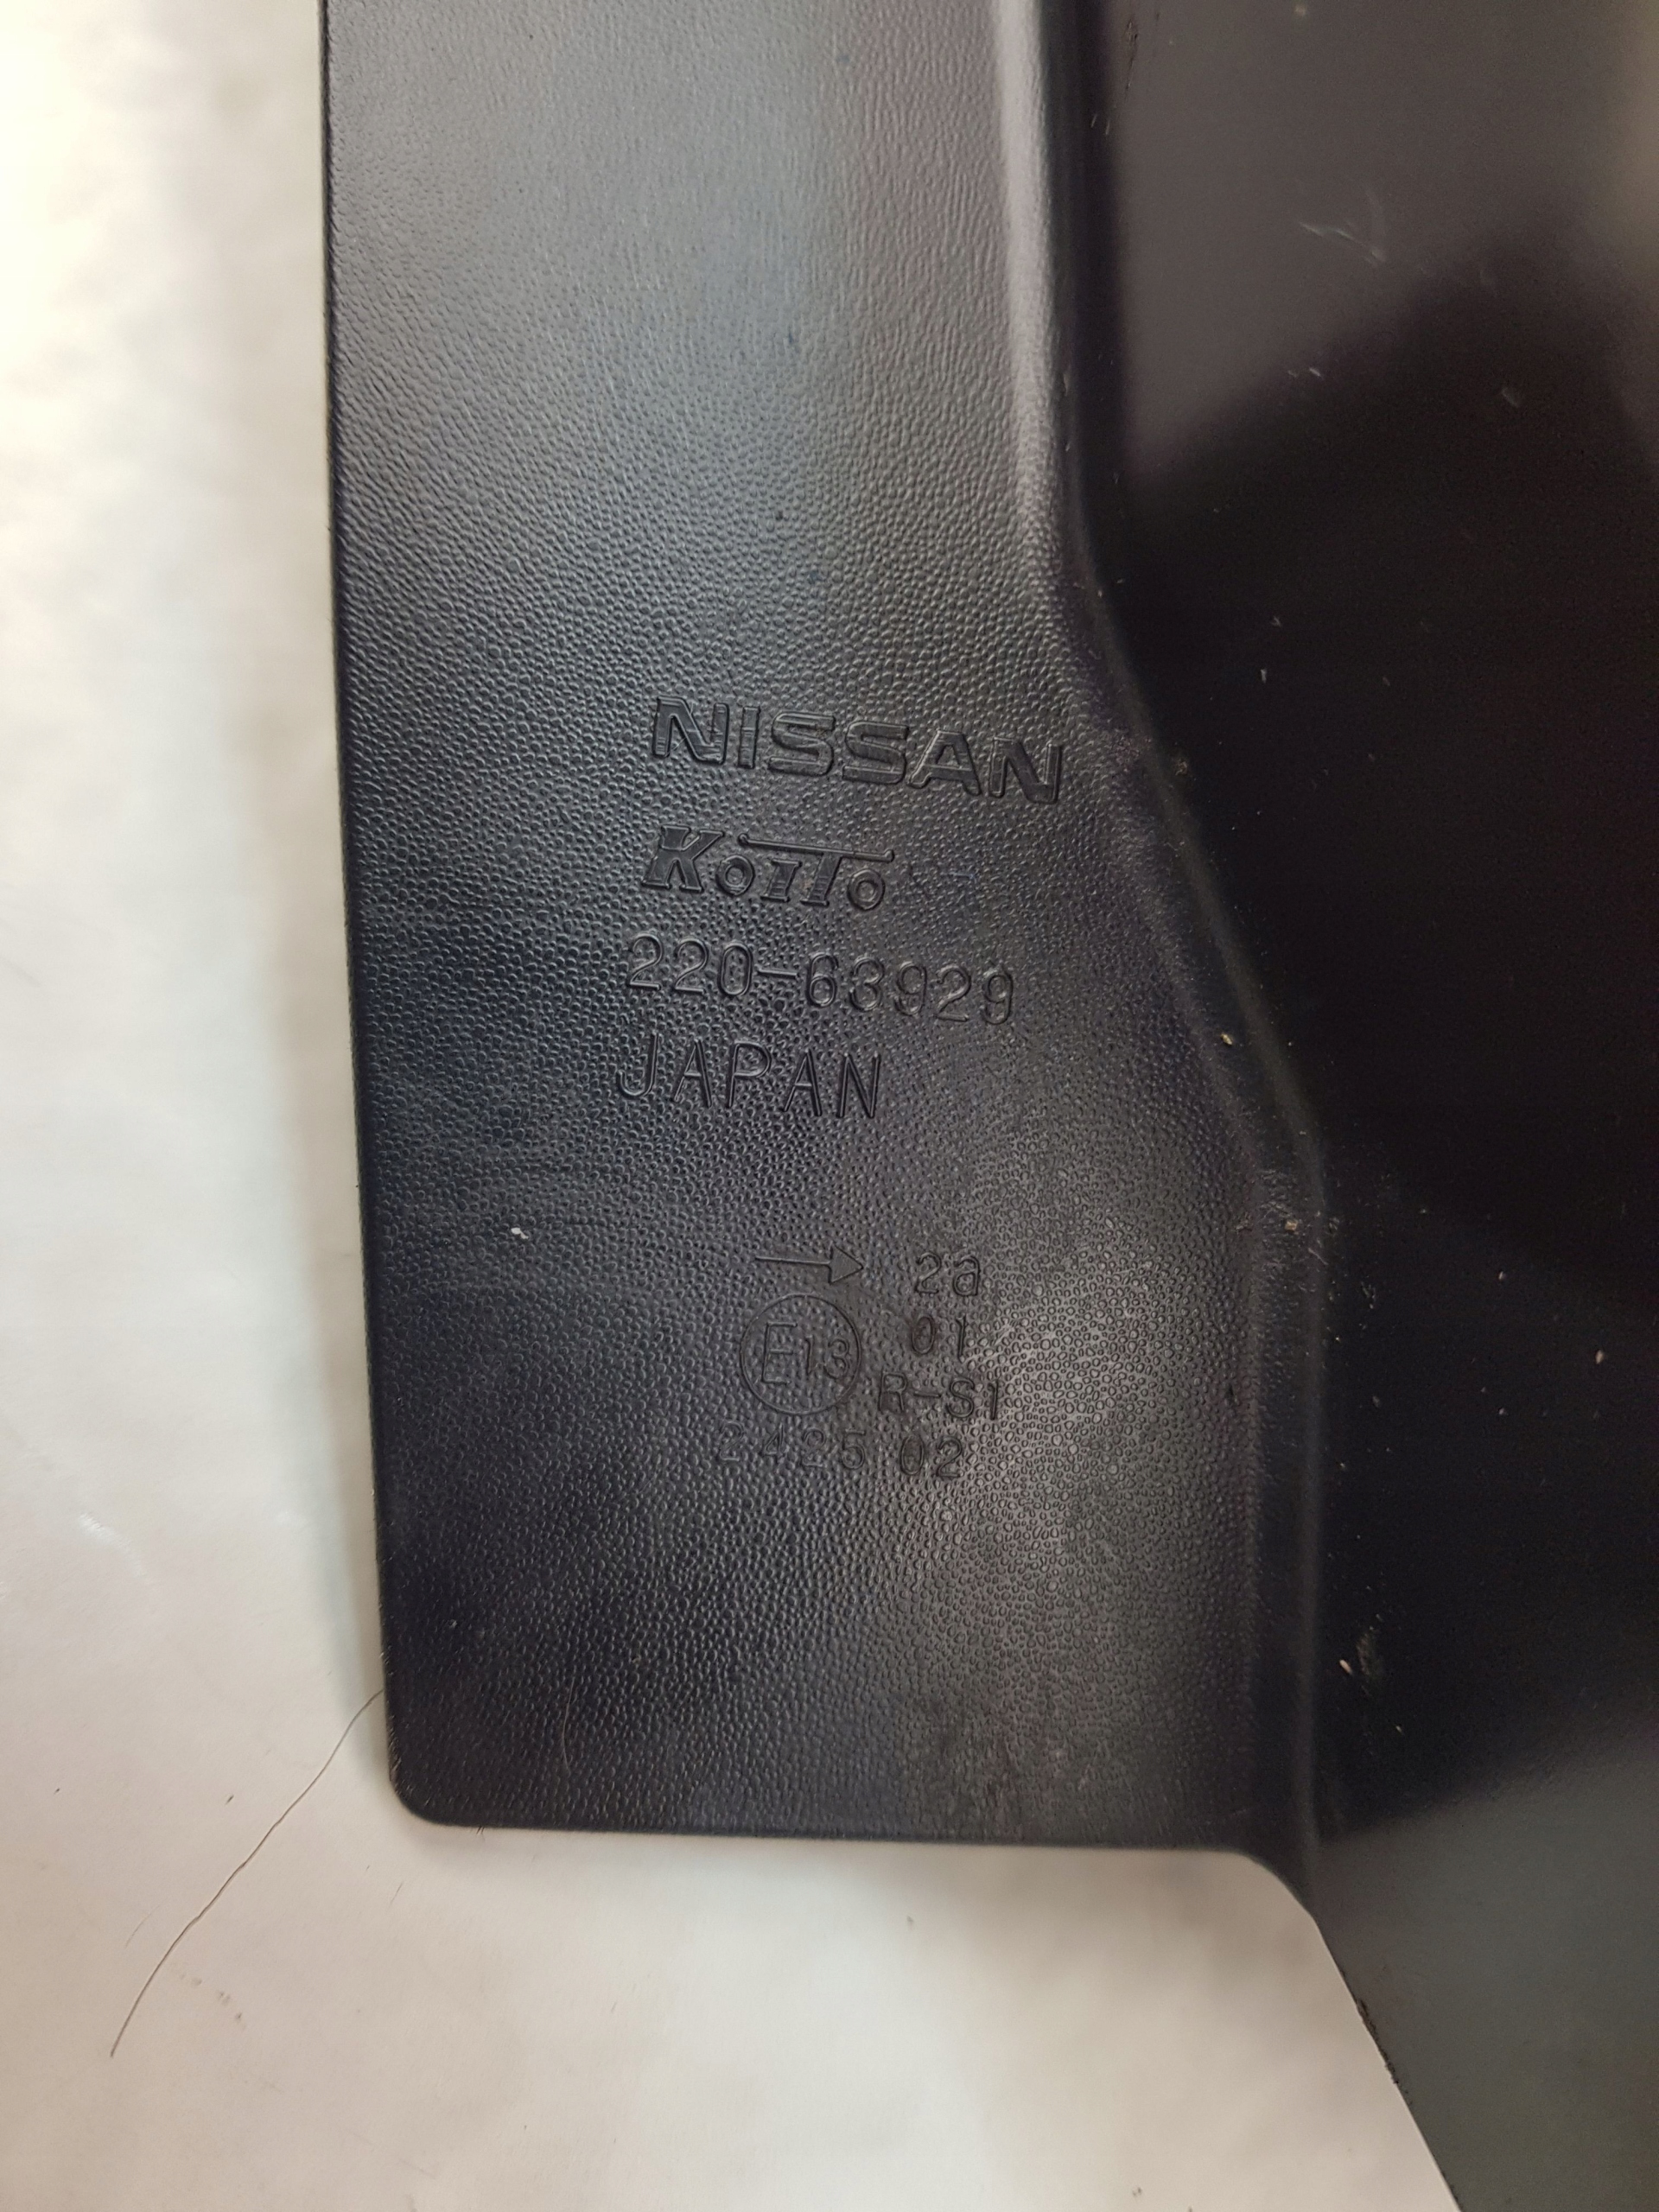 NISSAN
KOITO
220-63929
JAPAN
→ 2a
E13 01
R-S1
2425 02